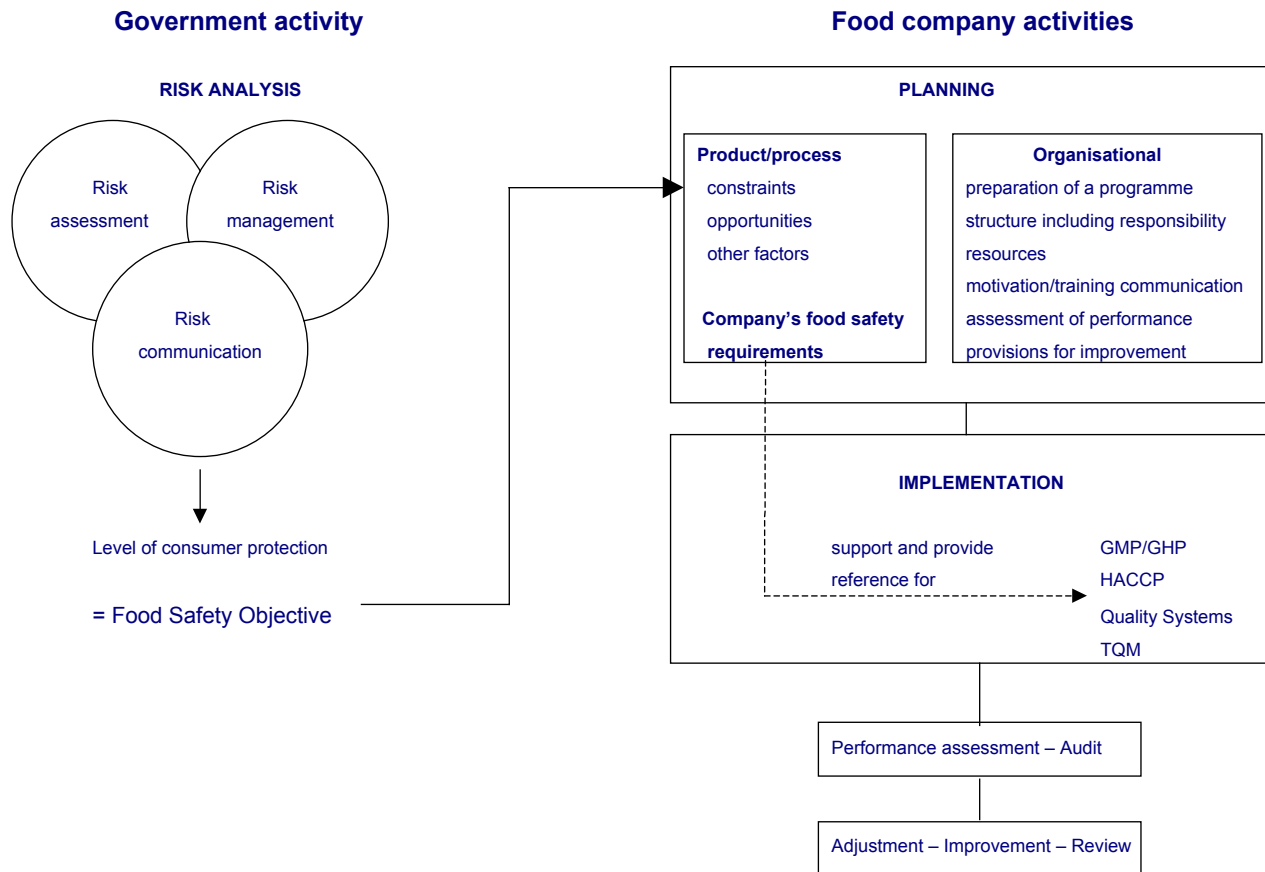 Government activity
RISK ANALYSIS
Risk
assessment
Risk
management
Risk
communication
Level of consumer protection
= Food Safety Objective
Food company activities
PLANNING
Product/process
constraints
opportunities
other factors
Company’s food safety
requirements
Organisational
preparation of a programme
structure including responsibility
resources
motivation/training communication
assessment of performance
provisions for improvement
IMPLEMENTATION
support and provide
reference for
GMP/GHP
HACCP
Quality Systems
TQM
Performance assessment – Audit
Adjustment – Improvement – Review